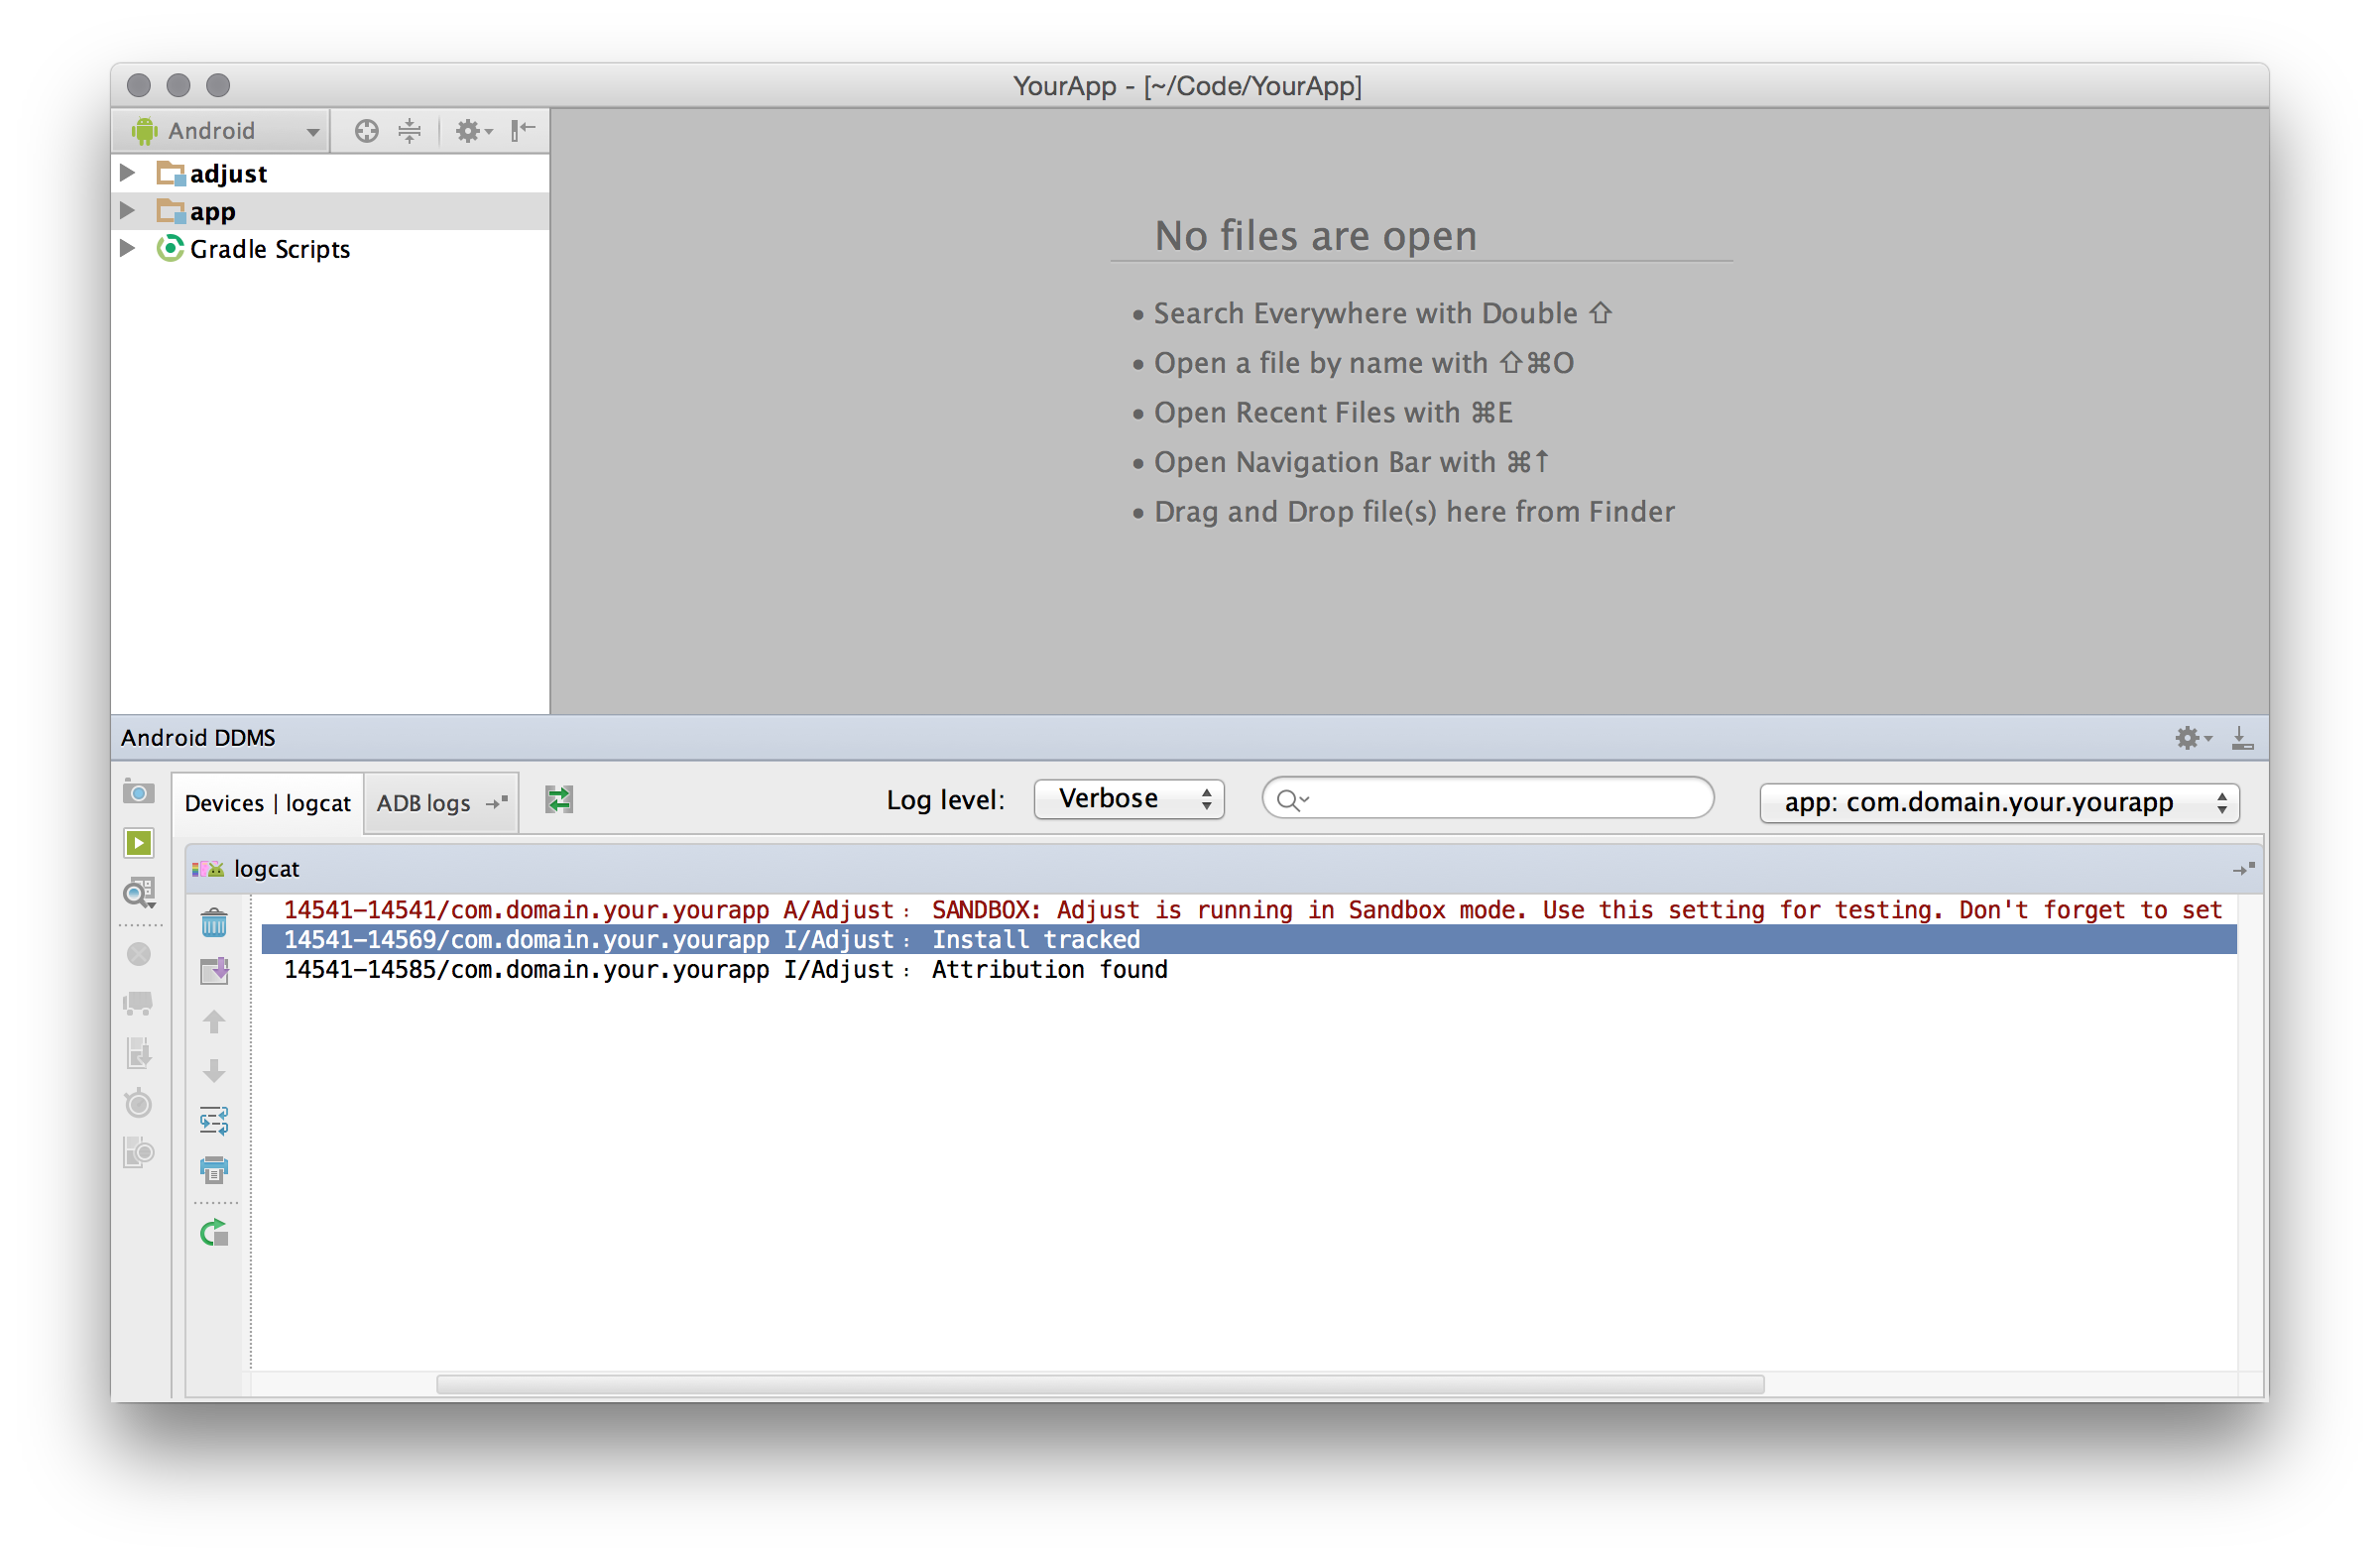 YourApp - [~/Code/YourApp]
Android
adjust
app
Gradle Scripts
No files are open
• Search Everywhere with Double ⇧
• Open a file by name with ⇧⌘O
• Open Recent Files with ⌘E
• Open Navigation Bar with ⌘↑
• Drag and Drop file(s) here from Finder
Android DDMS
Devices | logcat
ADB logs
Log level:
Verbose
app: com.domain.your.yourapp
logcat
14541-14541/com.domain.your.yourapp A/Adjust: SANDBOX: Adjust is running in Sandbox mode. Use this setting for testing. Don't forget to set
14541-14569/com.domain.your.yourapp I/Adjust: Install tracked
14541-14585/com.domain.your.yourapp I/Adjust: Attribution found